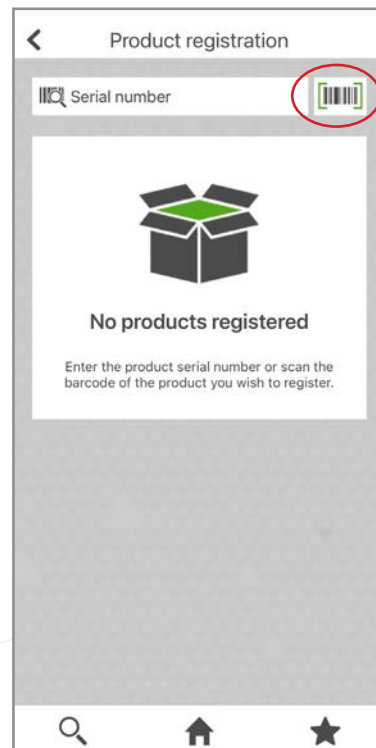 Product registration
Serial number
No products registered
Enter the product serial number or scan the
barcode of the product you wish to register.